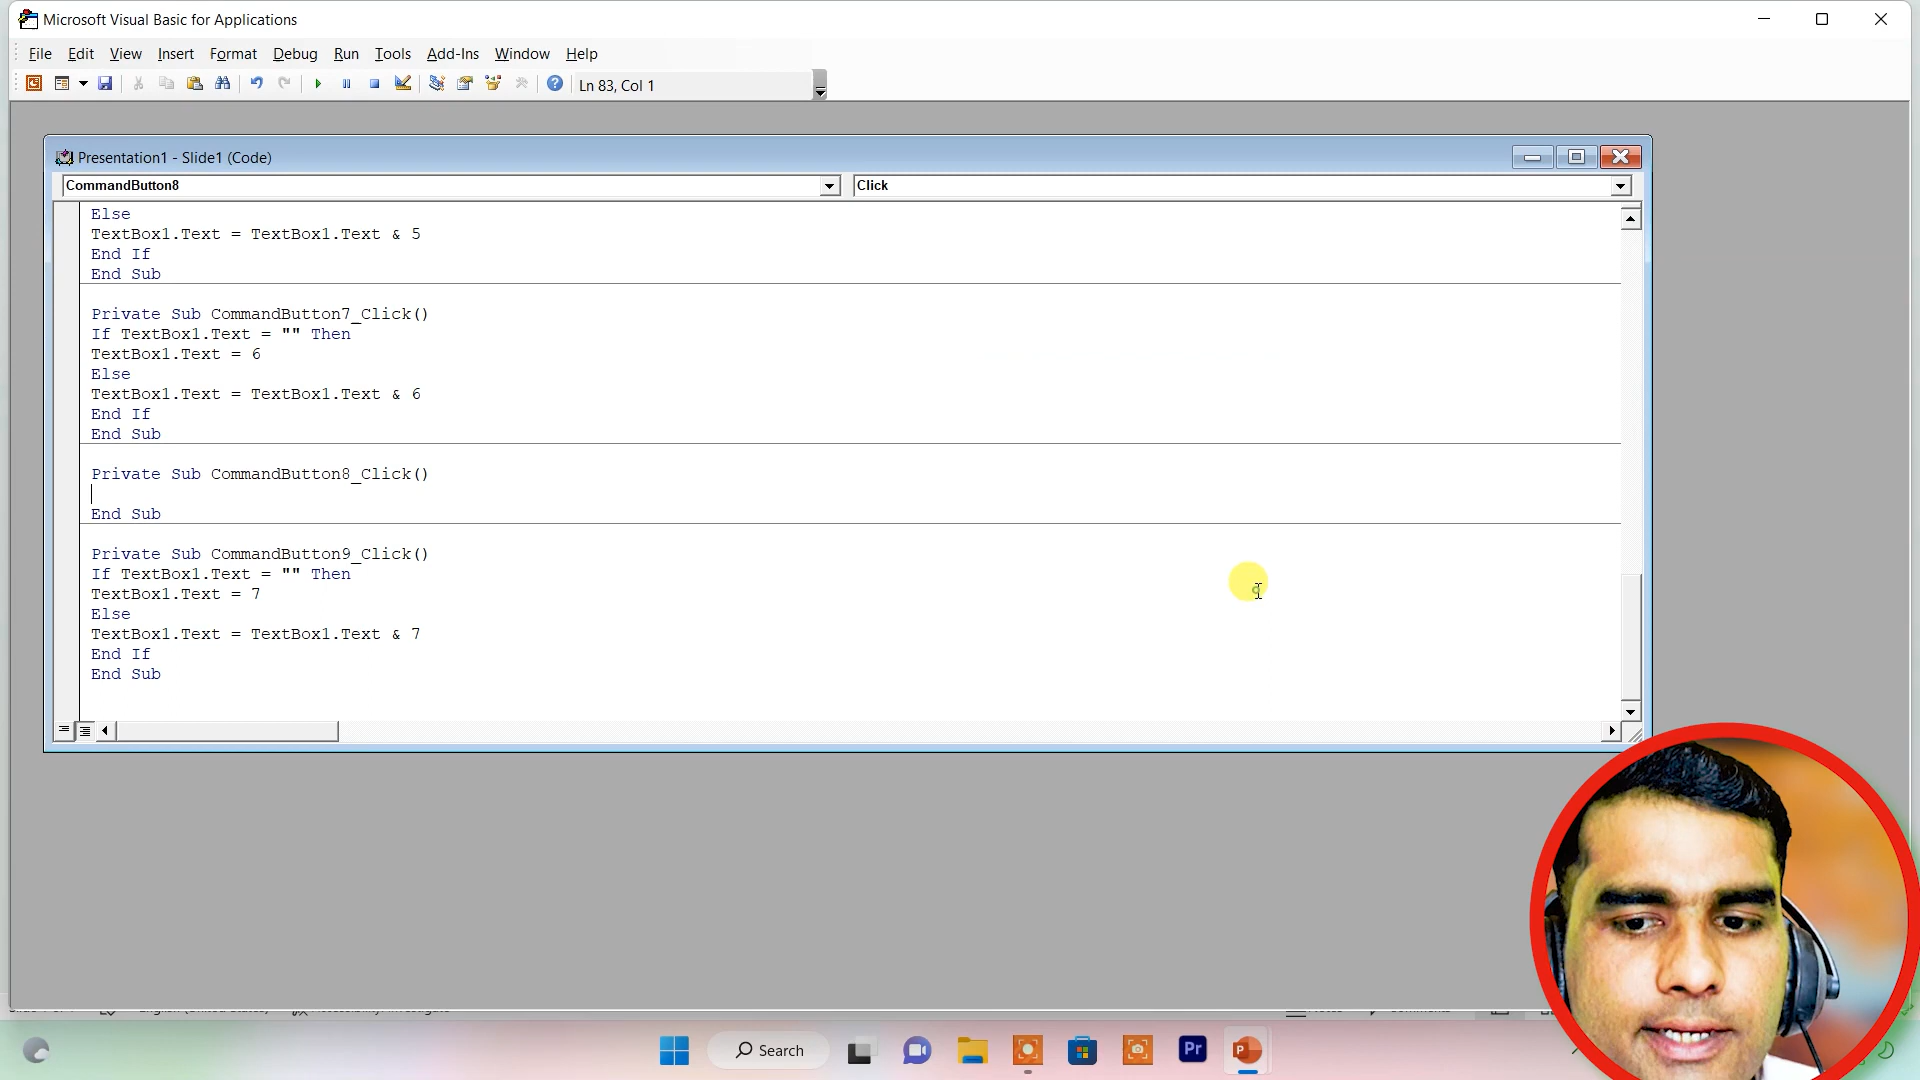 Microsoft Visual Basic for Applications
File Edit View Insert Format Debug Run Tools Add-Ins Window Help
Ln 83, Col 1
Presentation1 - Slide1 (Code)
CommandButton8 Click
Else
TextBox1.Text = TextBox1.Text & 5
End If
End Sub
Private Sub CommandButton7_Click()
If TextBox1.Text = "" Then
TextBox1.Text = 6
Else
TextBox1.Text = TextBox1.Text & 6
End If
End Sub
Private Sub CommandButton8_Click()
End Sub
Private Sub CommandButton9_Click()
If TextBox1.Text = "" Then
TextBox1.Text = 7
Else
TextBox1.Text = TextBox1.Text & 7
End If
End Sub
Search
Pr